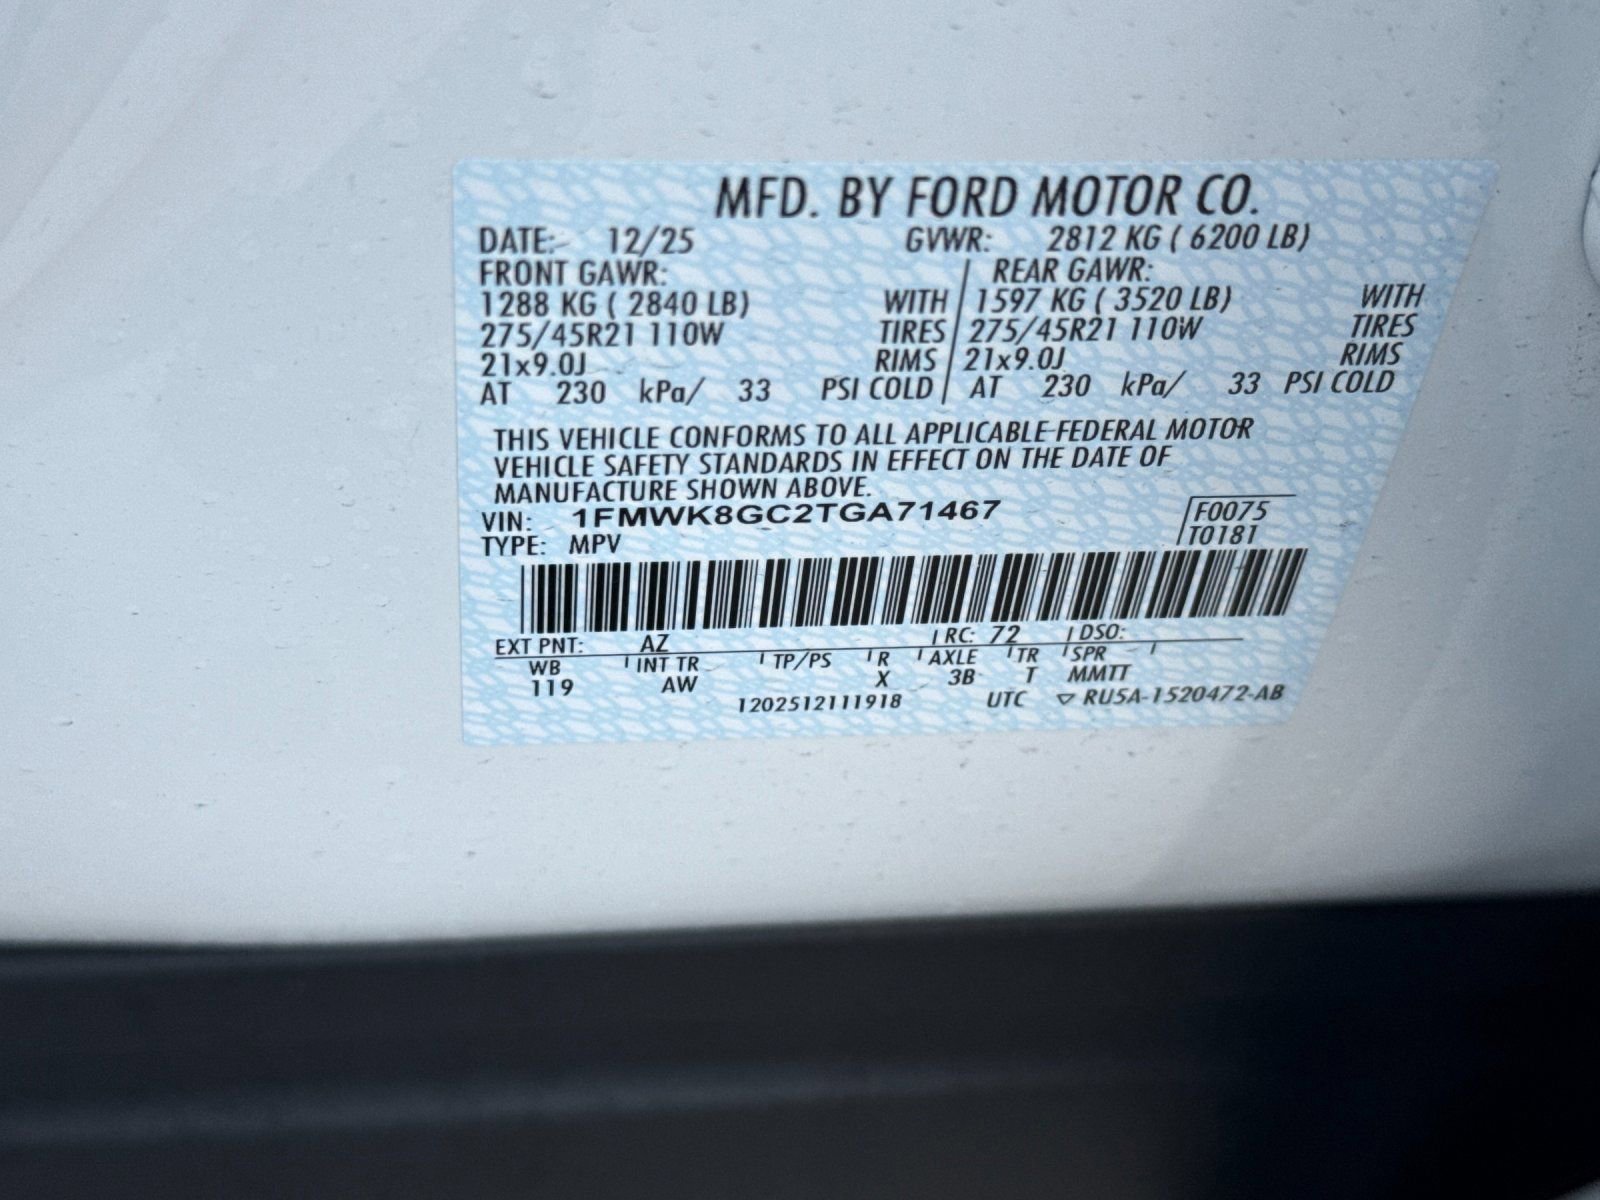 MFD. BY FORD MOTOR CO.
DATE: 12/25 GVWR: 2812 KG ( 6200 LB)
FRONT GAWR: REAR GAWR:
1288 KG ( 2840 LB) WITH 1597 KG ( 3520 LB) WITH
275/45R21 110W TIRES 275/45R21 110W TIRES
21x9.0J RIMS 21x9.0J RIMS
AT 230 kPa/ 33 PSI COLD AT 230 kPa/ 33 PSI COLD
THIS VEHICLE CONFORMS TO ALL APPLICABLE FEDERAL MOTOR
VEHICLE SAFETY STANDARDS IN EFFECT ON THE DATE OF
MANUFACTURE SHOWN ABOVE.
VIN: 1FMWK8GC2TGA71467 F0075
TYPE: MPV T0181
EXT PNT: AZ RC: 72 DSO:
WB INT TR TP/PS R AXLE TR SPR
119 AW X 3B T MMTT
1202512111918 UTC ▽ RU5A-1520472-AB